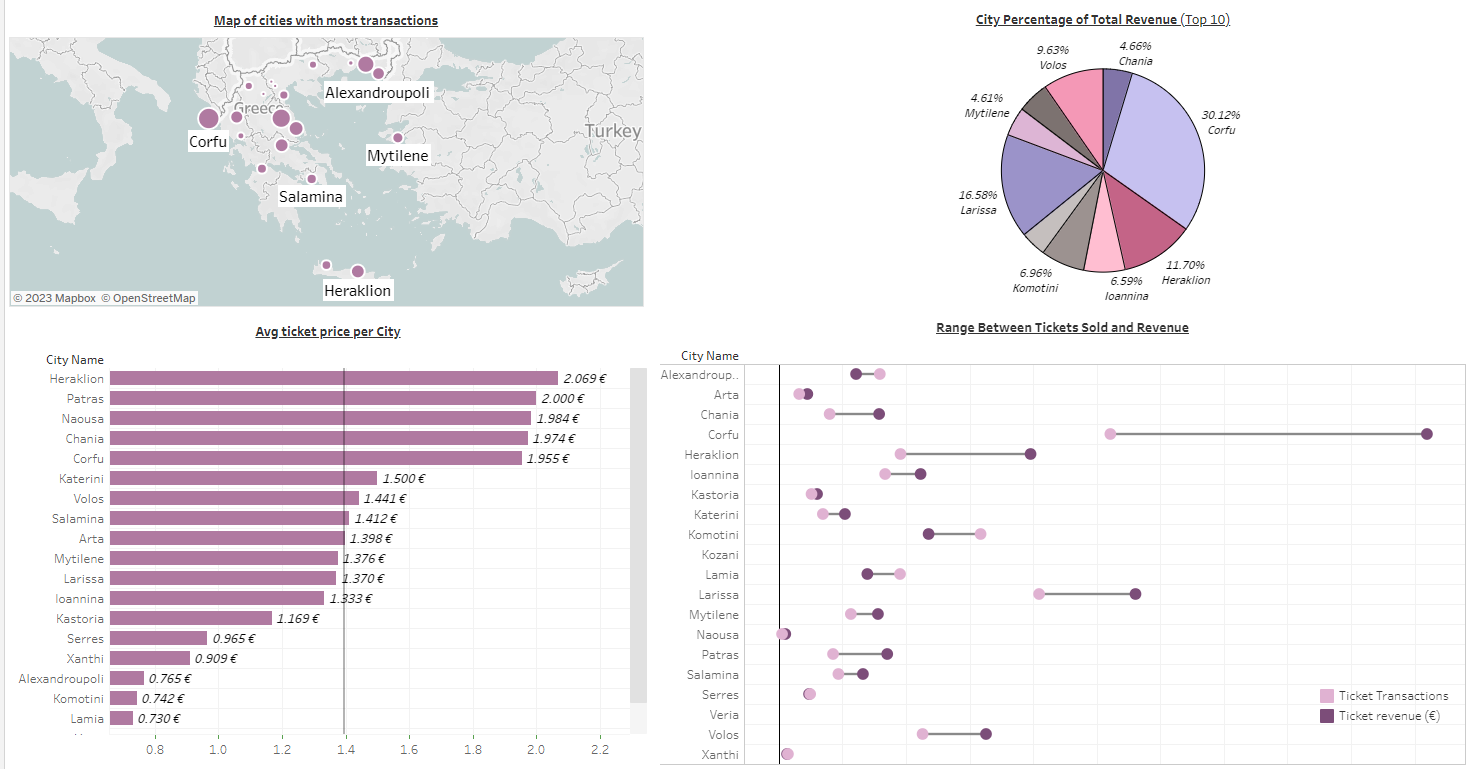 Map of cities with most transactions
Alexandroupoli
Greece
Turkey
Corfu
Mytilene
Salamina
Heraklion
© 2023 Mapbox © OpenStreetMap
City Percentage of Total Revenue (Top 10)
9.63%
Volos
4.66%
Chania
4.61%
Mytilene
30.12%
Corfu
16.58%
Larissa
6.96%
Komotini
6.59%
Ioannina
11.70%
Heraklion
Avg ticket price per City
City Name
Heraklion 2.069 €
Patras 2.000 €
Naousa 1.984 €
Chania 1.974 €
Corfu 1.955 €
Katerini 1.500 €
Volos 1.441 €
Salamina 1.412 €
Arta 1.398 €
Mytilene 1.376 €
Larissa 1.370 €
Ioannina 1.333 €
Kastoria 1.169 €
Serres 0.965 €
Xanthi 0.909 €
Alexandroupoli 0.765 €
Komotini 0.742 €
Lamia 0.730 €
0.8 1.0 1.2 1.4 1.6 1.8 2.0 2.2
Range Between Tickets Sold and Revenue
City Name
Alexandroup..
Arta
Chania
Corfu
Heraklion
Ioannina
Kastoria
Katerini
Komotini
Kozani
Lamia
Larissa
Mytilene
Naousa
Patras
Salamina
Serres
Veria
Volos
Xanthi
Ticket Transactions
Ticket revenue (€)